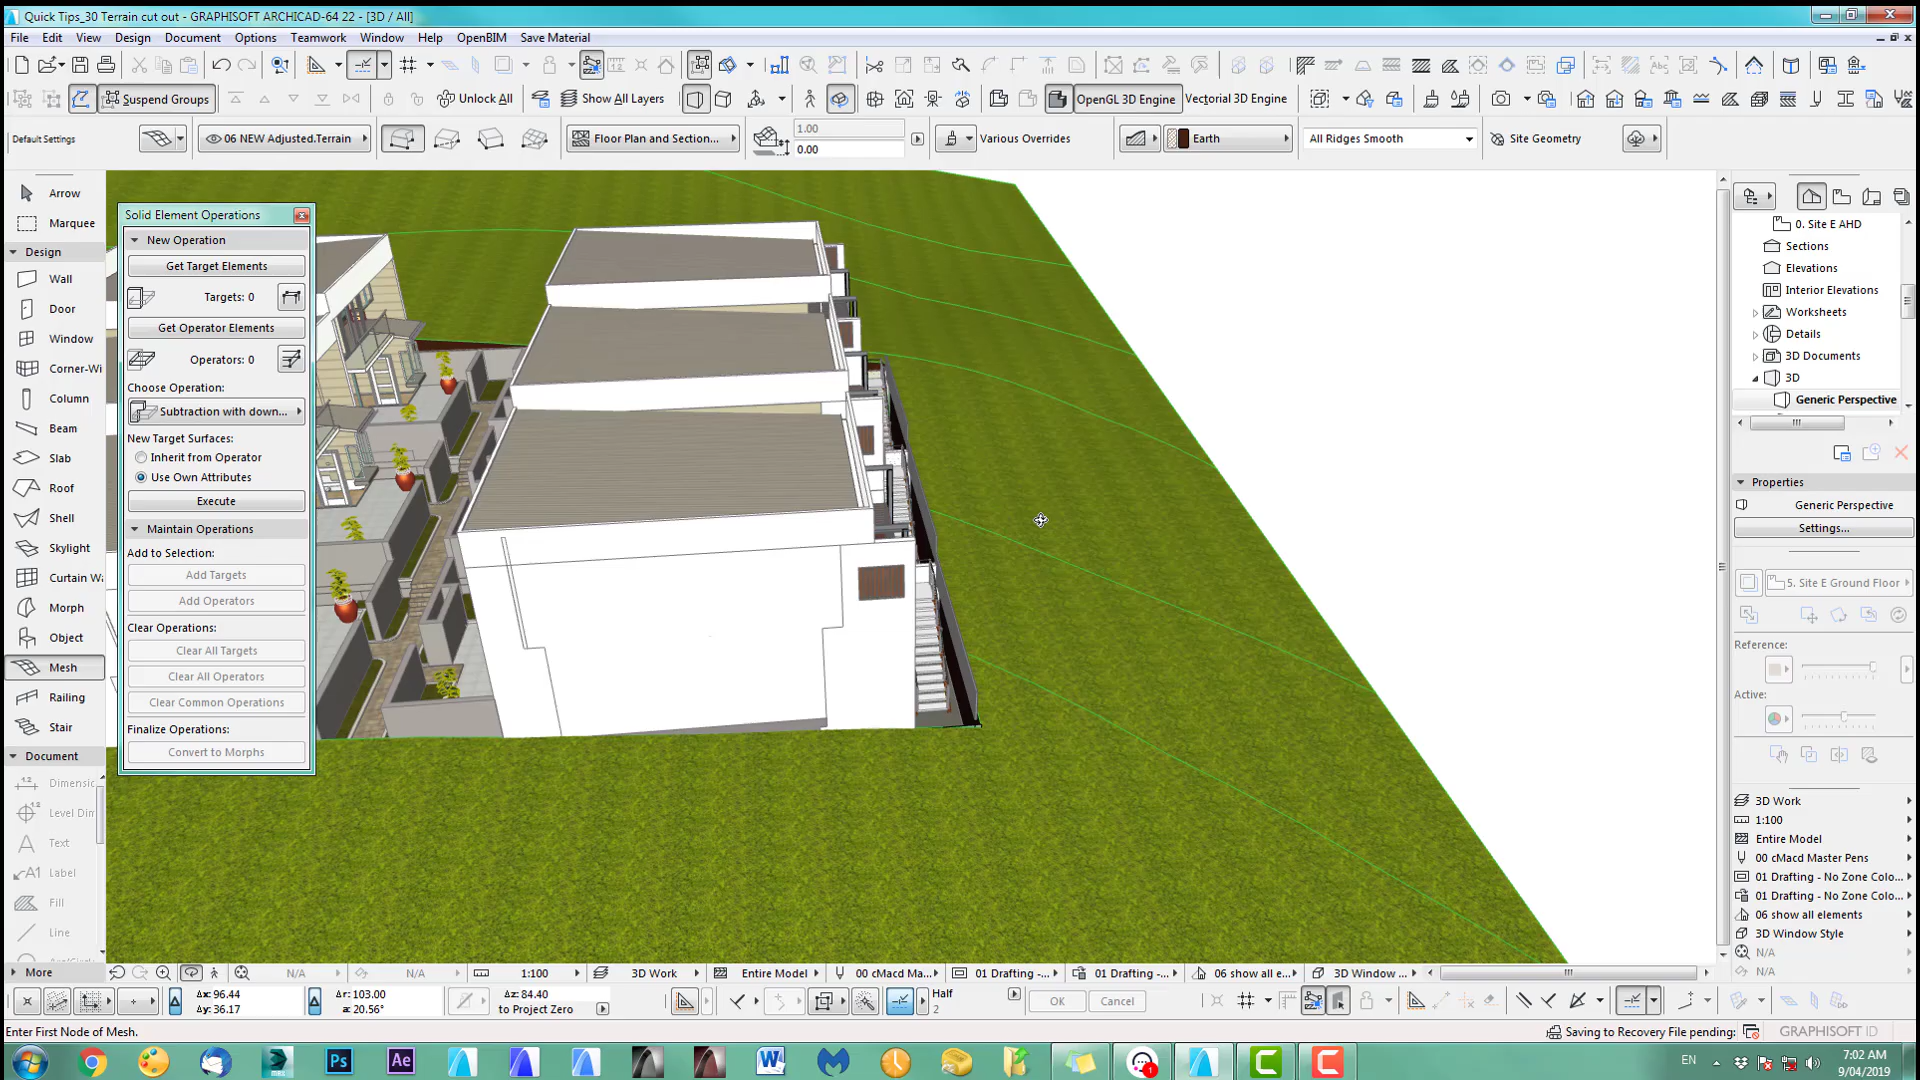 Quick Tips_30 Terrain cut out - GRAPHISOFT ARCHICAD-64 22 - [3D / All]
File Edit View Design Document Options Teamwork Window Help OpenBIM Save Material
Suspend Groups Unlock All Show All Layers OpenGL 3D Engine Vectorial 3D Engine
Default Settings 06 NEW Adjusted.Terrain Floor Plan and Section... 1.00 0.00 Various Overrides Earth All Ridges Smooth Site Geometry
Arrow
Marquee
Design
Wall
Door
Window
Corner-Wi
Column
Beam
Slab
Roof
Shell
Skylight
Curtain Wa
Morph
Object
Mesh
Railing
Stair
Document
Dimensic
Level Dim
Text
A1 Label
Fill
Line
More
Solid Element Operations
New Operation
Get Target Elements
Targets: 0
Get Operator Elements
Operators: 0
Choose Operation:
Subtraction with down...
New Target Surfaces:
Inherit from Operator
Use Own Attributes
Execute
Maintain Operations
Add to Selection:
Add Targets
Add Operators
Clear Operations:
Clear All Targets
Clear All Operators
Clear Common Operations
Finalize Operations:
Convert to Morphs
0. Site E AHD
Sections
Elevations
Interior Elevations
Worksheets
Details
3D Documents
3D
Generic Perspective
Properties
Generic Perspective
Settings...
5. Site E Ground Floor
Reference:
Active:
3D Work
1:100
Entire Model
00 cMacd Master Pens
01 Drafting - No Zone Colo...
01 Drafting - No Zone Colo...
06 show all elements
3D Window Style
N/A
N/A
N/A N/A 1:100 3D Work Entire Model 00 cMacd Ma... 01 Drafting -... 01 Drafting -... 06 show all e... 3D Window ...
Δx: 96.44 Δr: 103.00 Δz: 84.40 Half OK Cancel
Δy: 36.17 a: 20.56° to Project Zero 2
Enter First Node of Mesh. Saving to Recovery File pending: GRAPHISOFT ID
Ps Ae W 1 EN 7:02 AM
9/04/2019